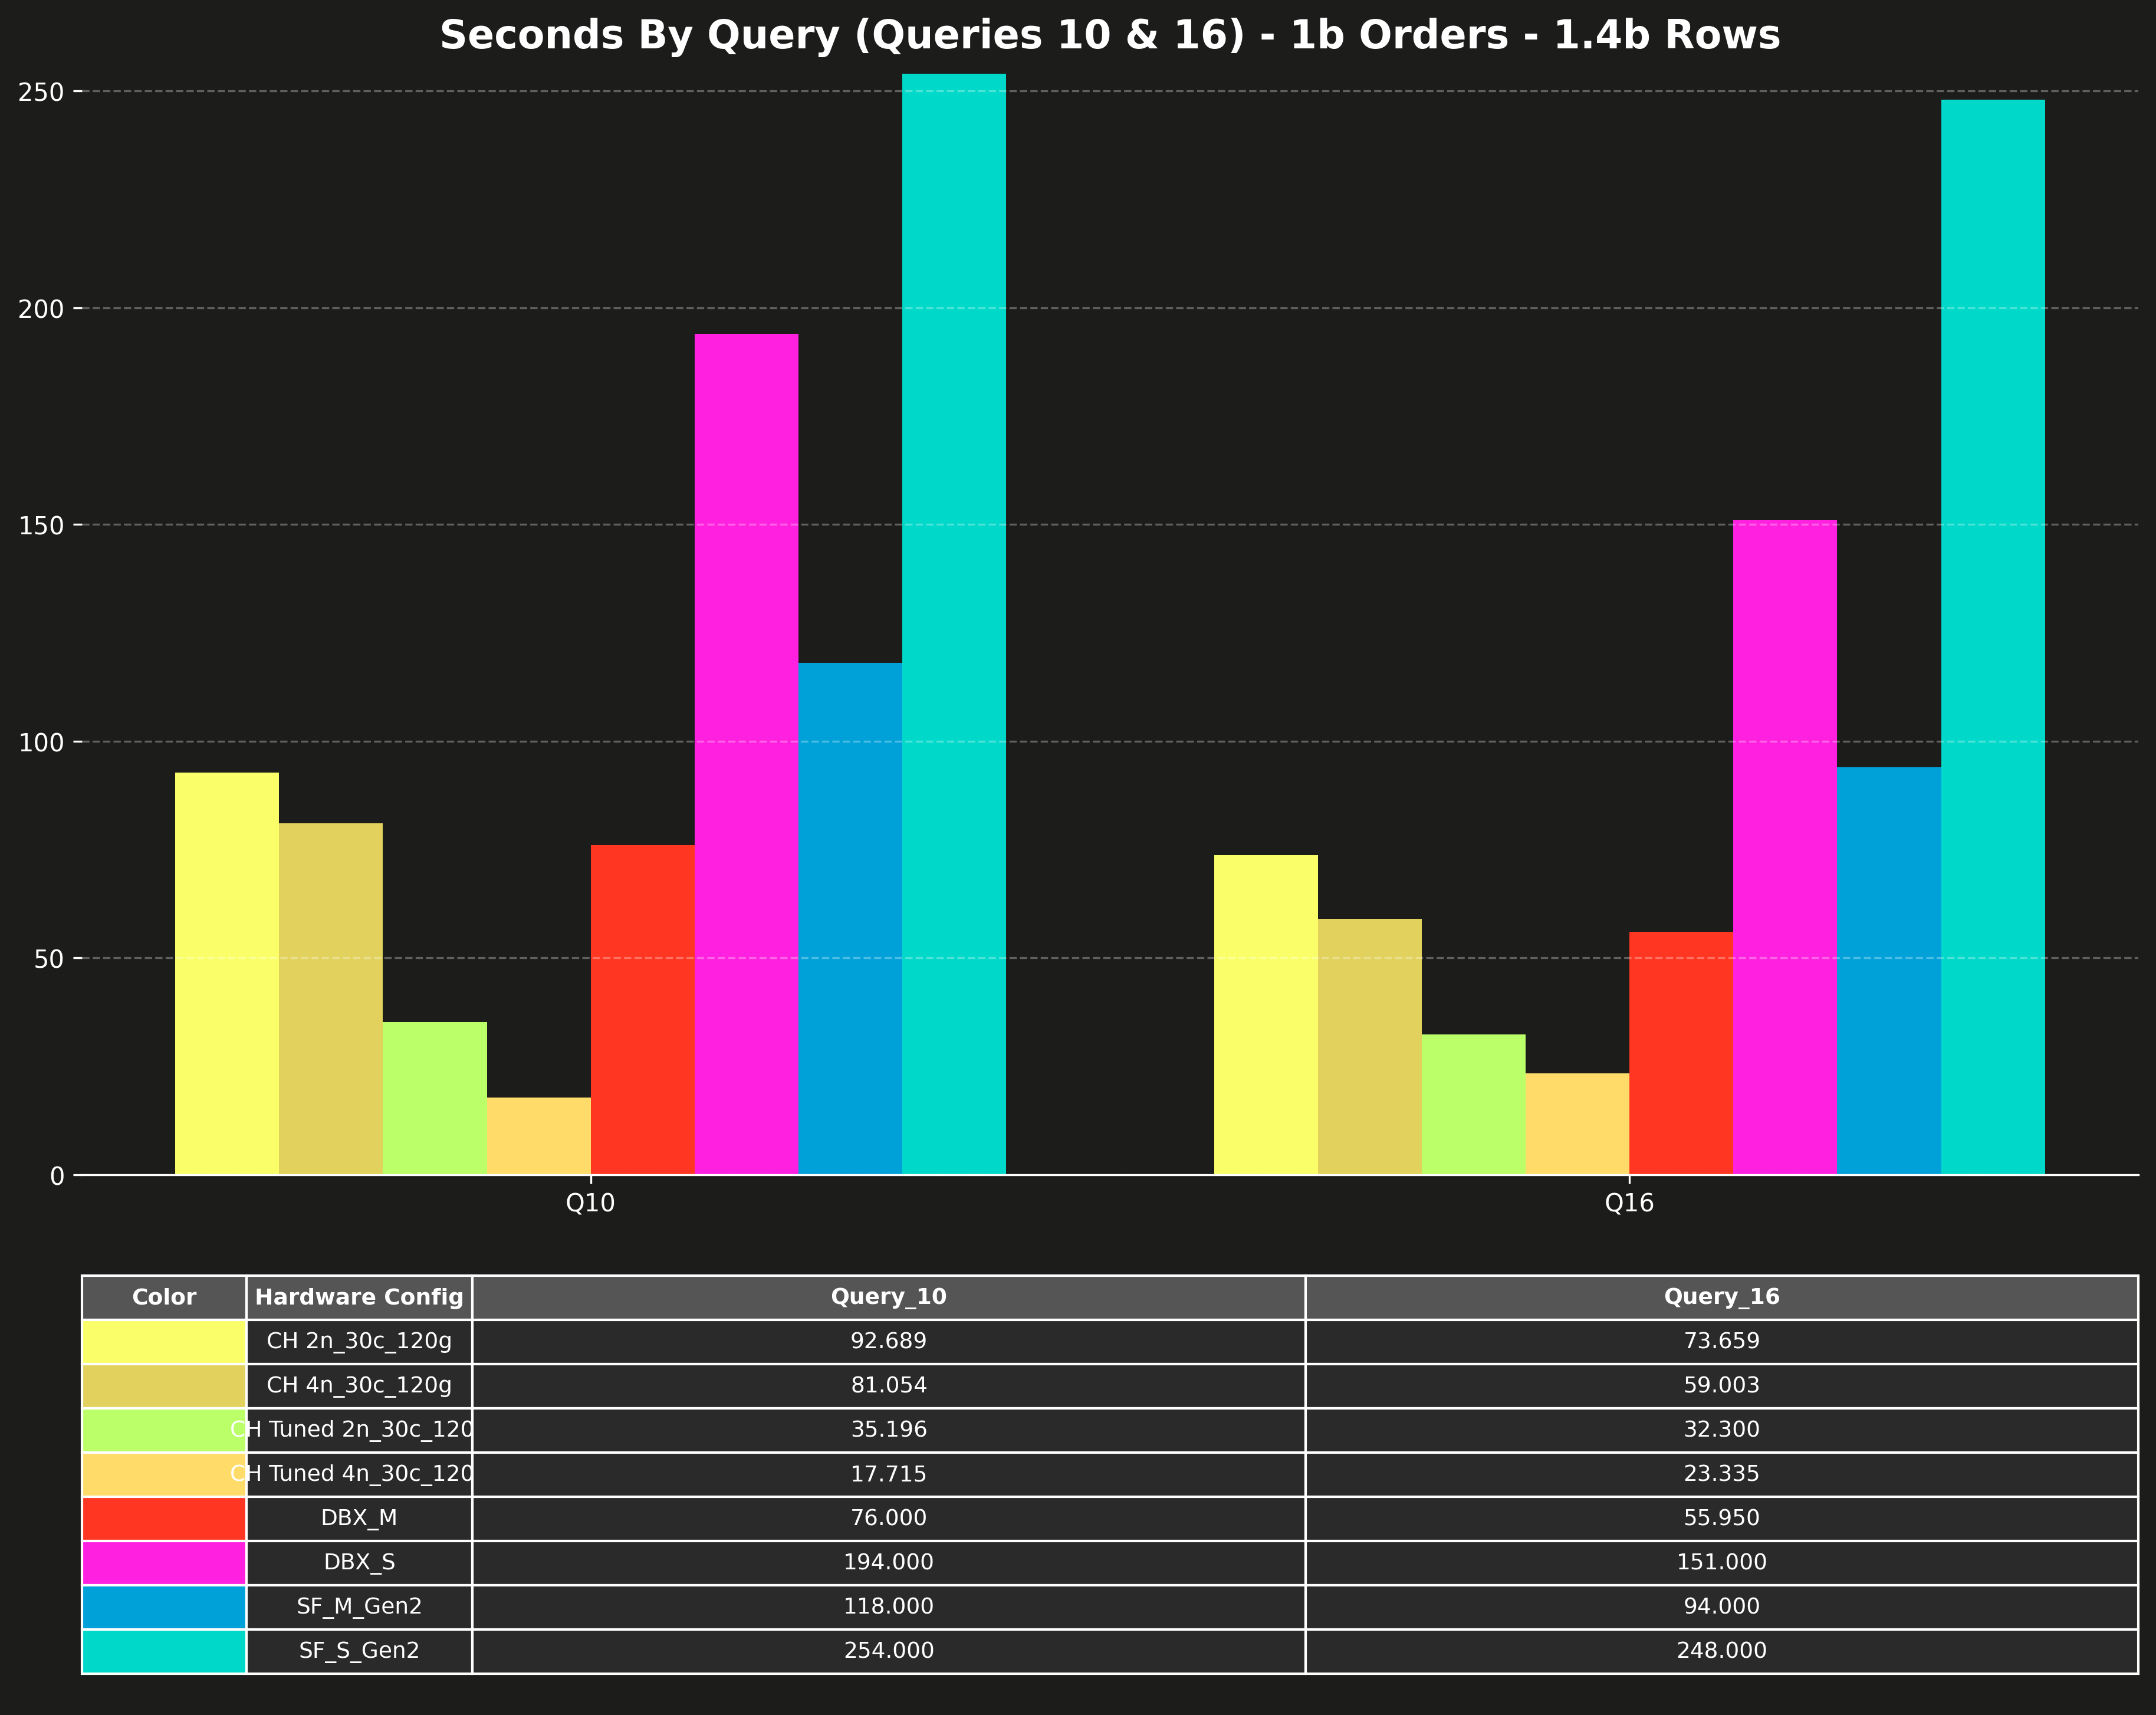 Seconds By Query (Queries 10 & 16) - 1b Orders - 1.4b Rows
250
200
150
100
50
0
Q10 Q16
Color Hardware Config Query_10 Query_16
CH 2n_30c_120g 92.689 73.659
CH 4n_30c_120g 81.054 59.003
CH Tuned 2n_30c_120 35.196 32.300
CH Tuned 4n_30c_120 17.715 23.335
DBX_M 76.000 55.950
DBX_S 194.000 151.000
SF_M_Gen2 118.000 94.000
SF_S_Gen2 254.000 248.000